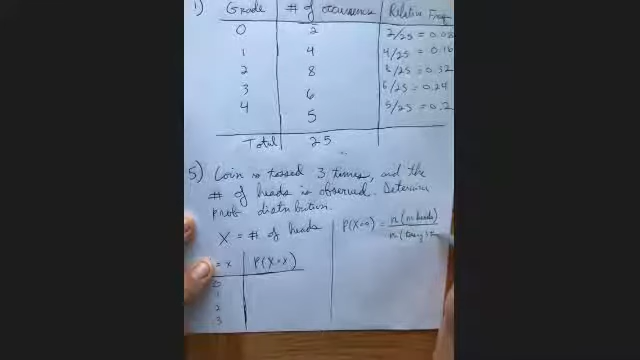 1) Grade # of occurrences Relative Freq
0 2 2/25 = 0.08
1 4 4/25 = 0.16
2 8 8/25 = 0.32
3 6 6/25 = 0.24
4 5 5/25 = 0.2
Total 25
5) Coin is tossed 3 times, and the
# of heads is observed. Determine
prob distribution.
X = # of heads
P(X=0) = n(no heads)
= x P(X=x)
0
1
2
3